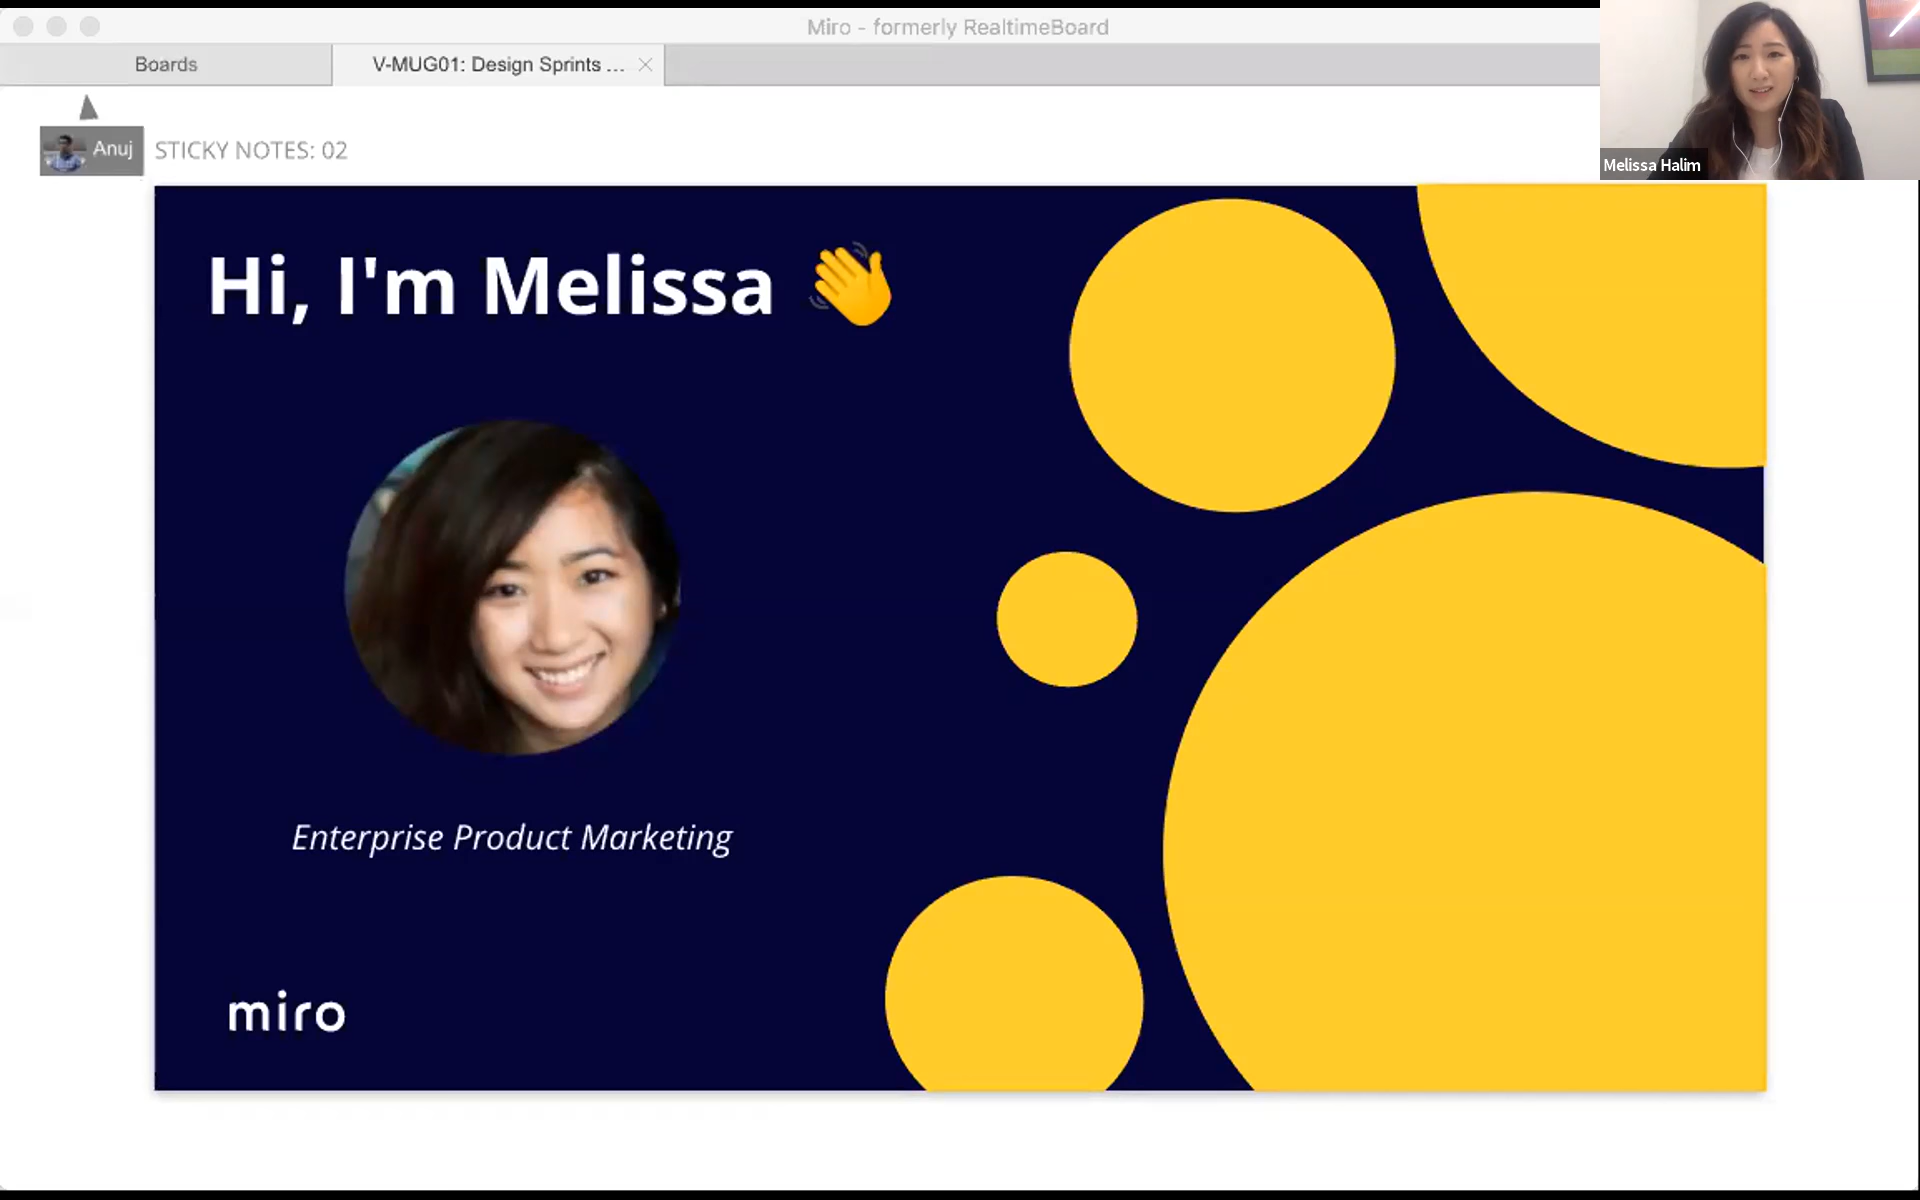 Miro - formerly RealtimeBoard
Boards
V-MUG01: Design Sprints ...
Melissa Halim
Anuj
STICKY NOTES: 02
Hi, I'm Melissa 👋
Enterprise Product Marketing
miro